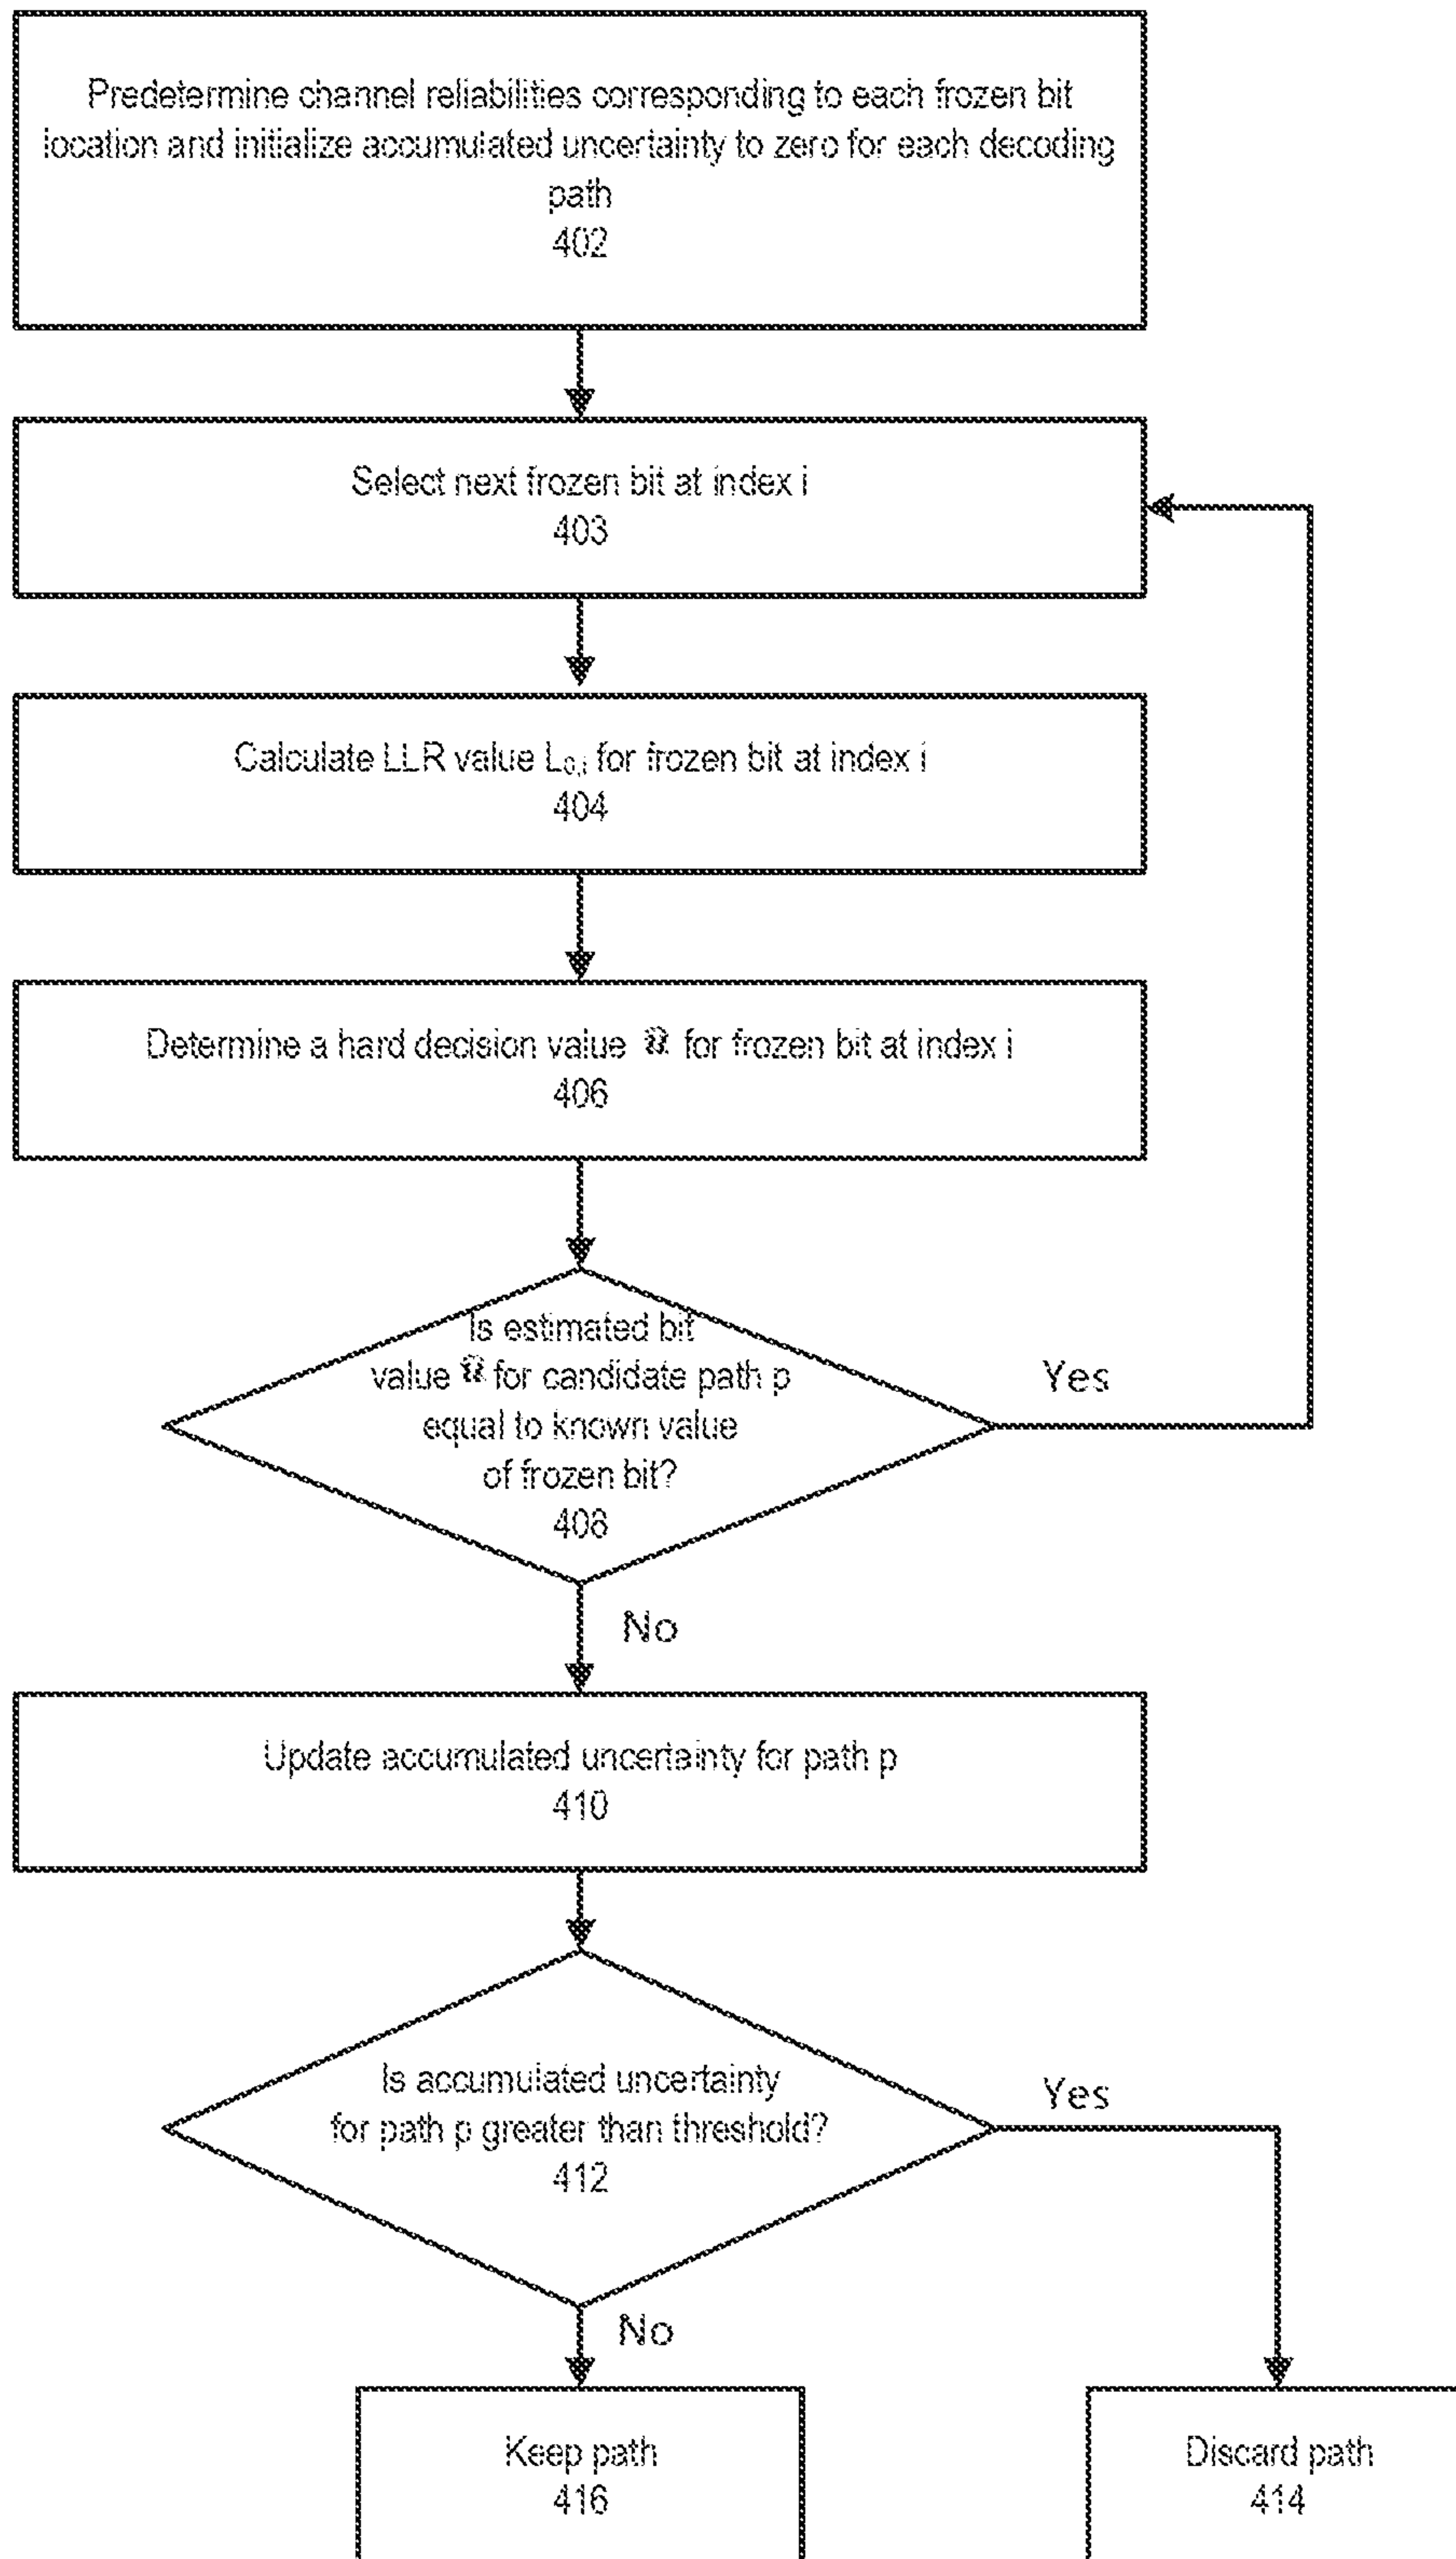 Predetermine channel reliabilities corresponding to each frozen bit
location and initialize accumulated uncertainty to zero for each decoding
path
402
Select next frozen bit at index i
403
Calculate LLR value L₀,ᵢ for frozen bit at index i
404
Determine a hard decision value û for frozen bit at index i
406
Is estimated bit
value û for candidate path p
equal to known value
of frozen bit?
408
Yes
No
Update accumulated uncertainty for path p
410
Is accumulated uncertainty
for path p greater than threshold?
412
Yes
No
Keep path
416
Discard path
414